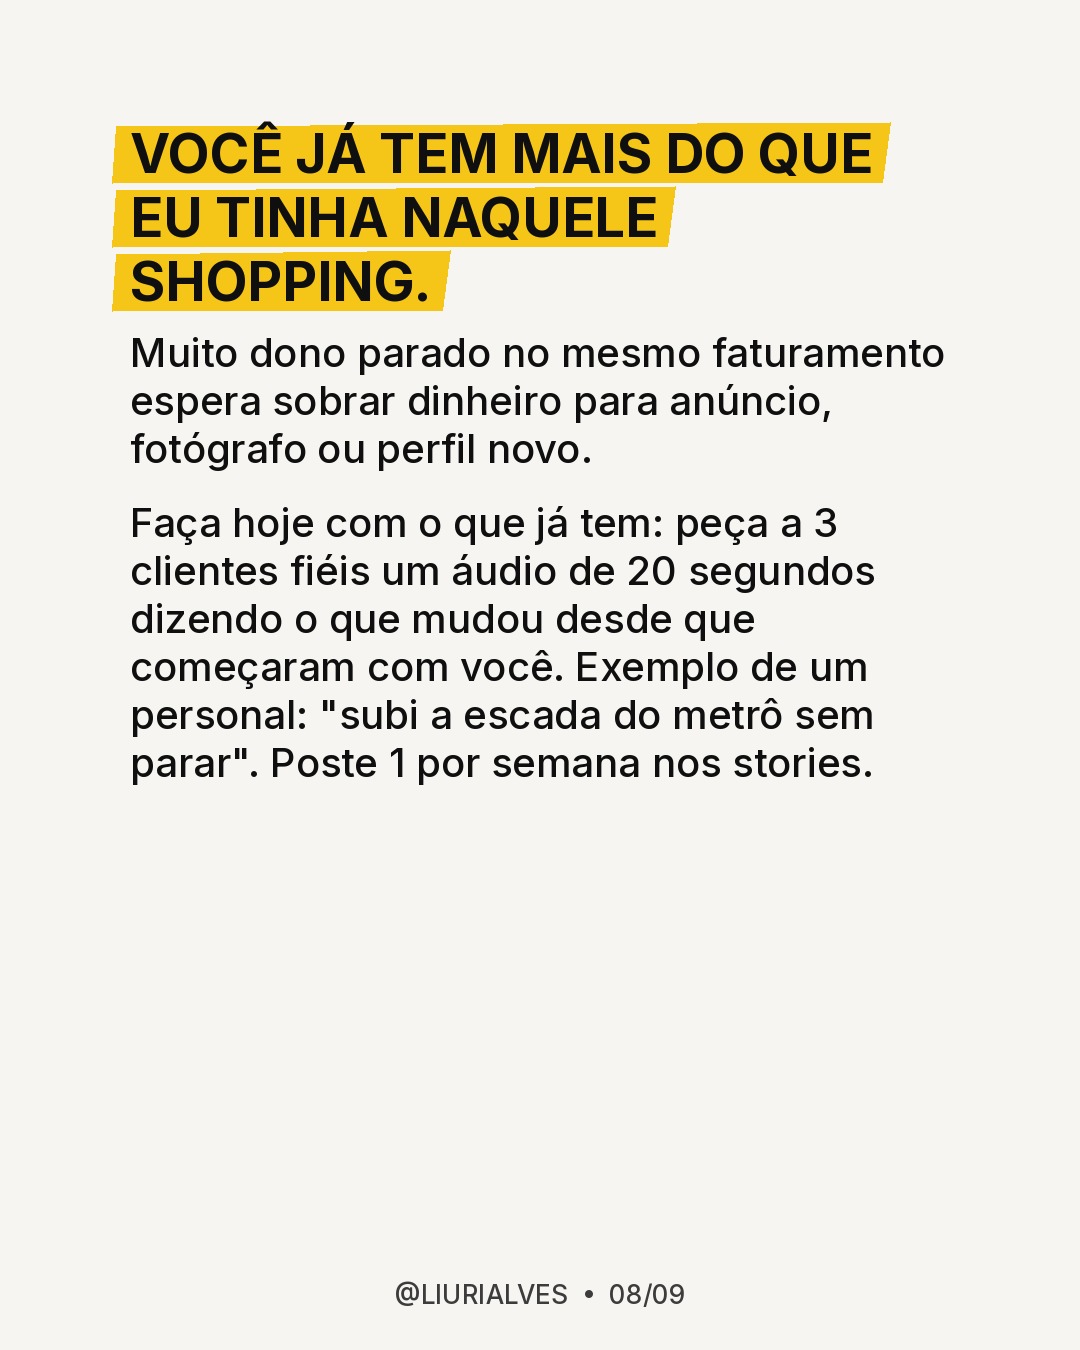 VOCÊ JÁ TEM MAIS DO QUE
EU TINHA NAQUELE
SHOPPING.
Muito dono parado no mesmo faturamento
espera sobrar dinheiro para anúncio,
fotógrafo ou perfil novo.
Faça hoje com o que já tem: peça a 3
clientes fiéis um áudio de 20 segundos
dizendo o que mudou desde que
começaram com você. Exemplo de um
personal: "subi a escada do metrô sem
parar". Poste 1 por semana nos stories.
@LIURIALVES • 08/09